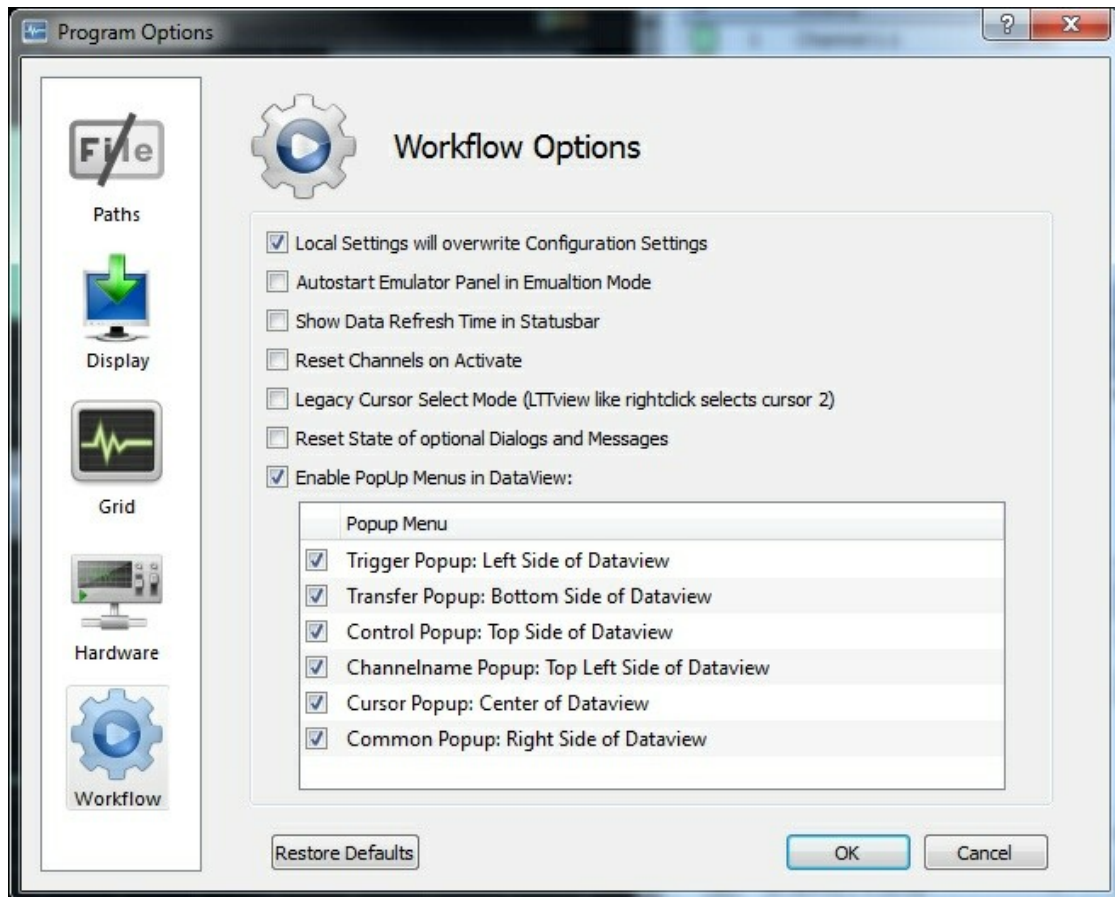 Program Options
?
File
Paths
Display
Grid
Hardware
Workflow
Workflow Options
Local Settings will overwrite Configuration Settings
Autostart Emulator Panel in Emualtion Mode
Show Data Refresh Time in Statusbar
Reset Channels on Activate
Legacy Cursor Select Mode (LTTview like rightclick selects cursor 2)
Reset State of optional Dialogs and Messages
Enable PopUp Menus in DataView:
Popup Menu
Trigger Popup: Left Side of Dataview
Transfer Popup: Bottom Side of Dataview
Control Popup: Top Side of Dataview
Channelname Popup: Top Left Side of Dataview
Cursor Popup: Center of Dataview
Common Popup: Right Side of Dataview
Restore Defaults
OK
Cancel